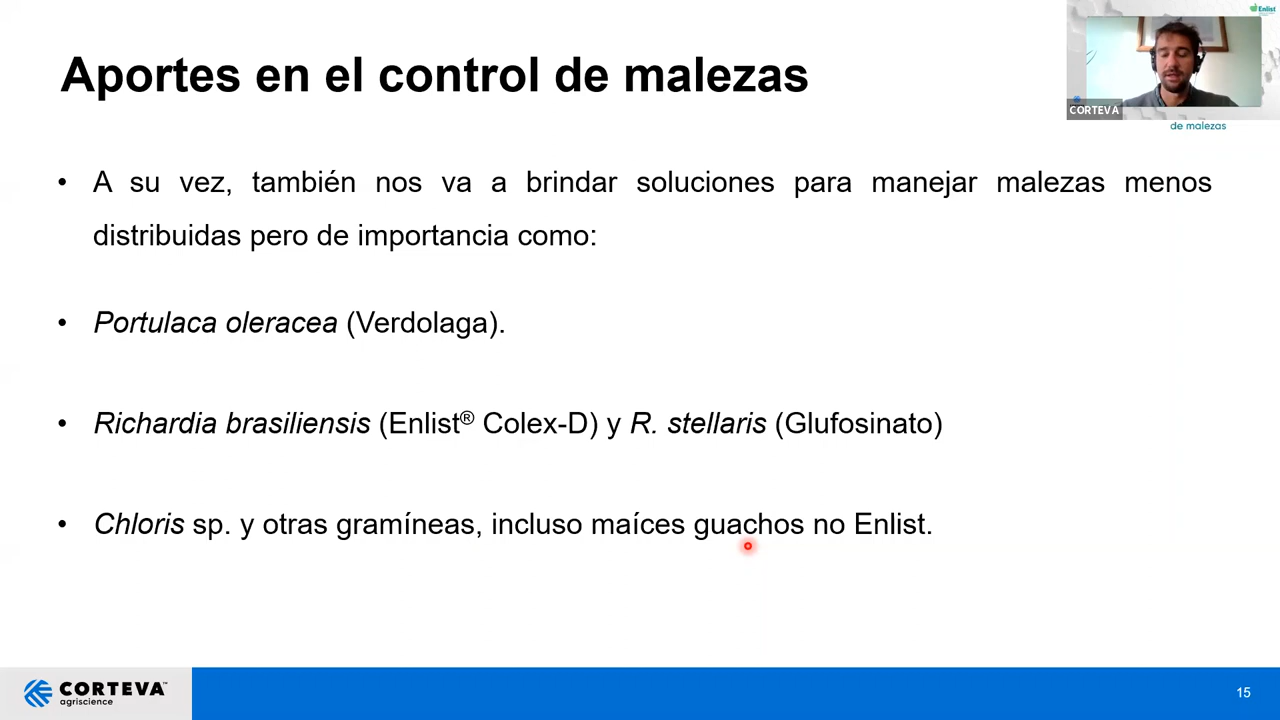 Enlist
Aportes en el control de malezas
CORTEVA
de malezas
• A su vez, también nos va a brindar soluciones para manejar malezas menos
distribuidas pero de importancia como:
• Portulaca oleracea (Verdolaga).
• Richardia brasiliensis (Enlist® Colex-D) y R. stellaris (Glufosinato)
• Chloris sp. y otras gramíneas, incluso maíces guachos no Enlist.
CORTEVA™
agriscience
15